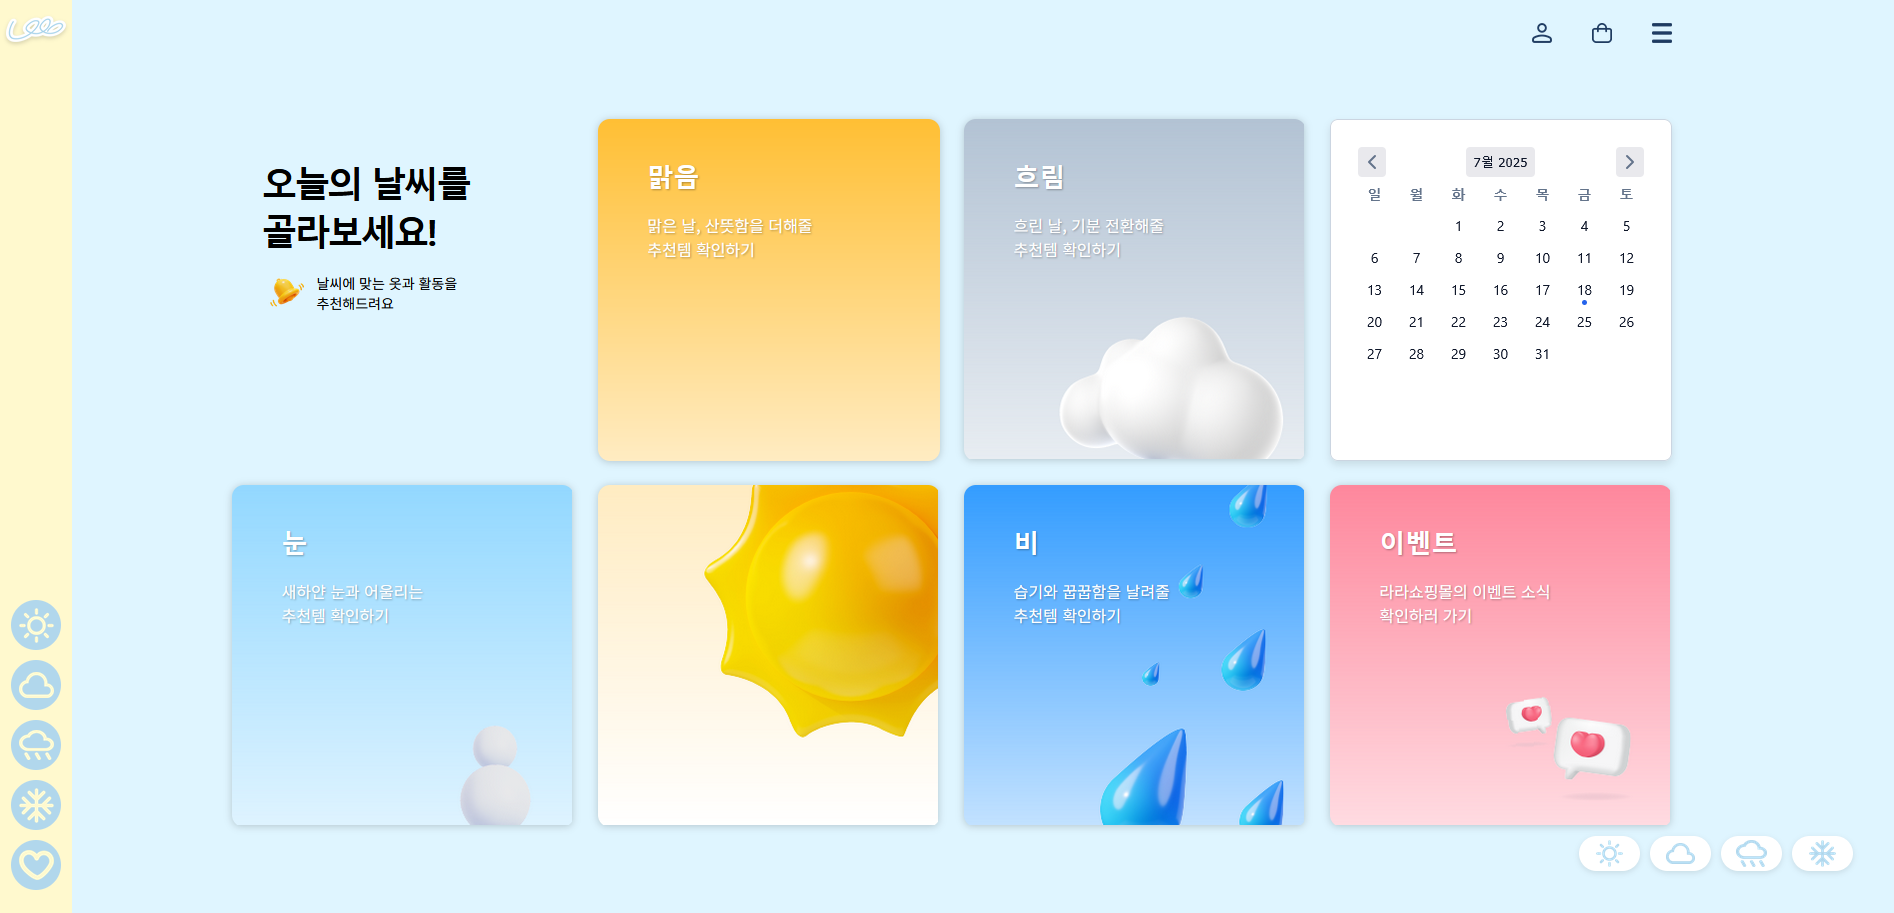 오늘의 날씨를
골라보세요!
날씨에 맞는 옷과 활동을
추천해드려요
맑음
맑은 날, 산뜻함을 더해줄
추천템 확인하기
흐림
흐린 날, 기분 전환해줄
추천템 확인하기
7월 2025
일 월 화 수 목 금 토
1 2 3 4 5
6 7 8 9 10 11 12
13 14 15 16 17 18 19
20 21 22 23 24 25 26
27 28 29 30 31
눈
새하얀 눈과 어울리는
추천템 확인하기
비
습기와 꿉꿉함을 날려줄
추천템 확인하기
이벤트
라라쇼핑몰의 이벤트 소식
확인하러 가기